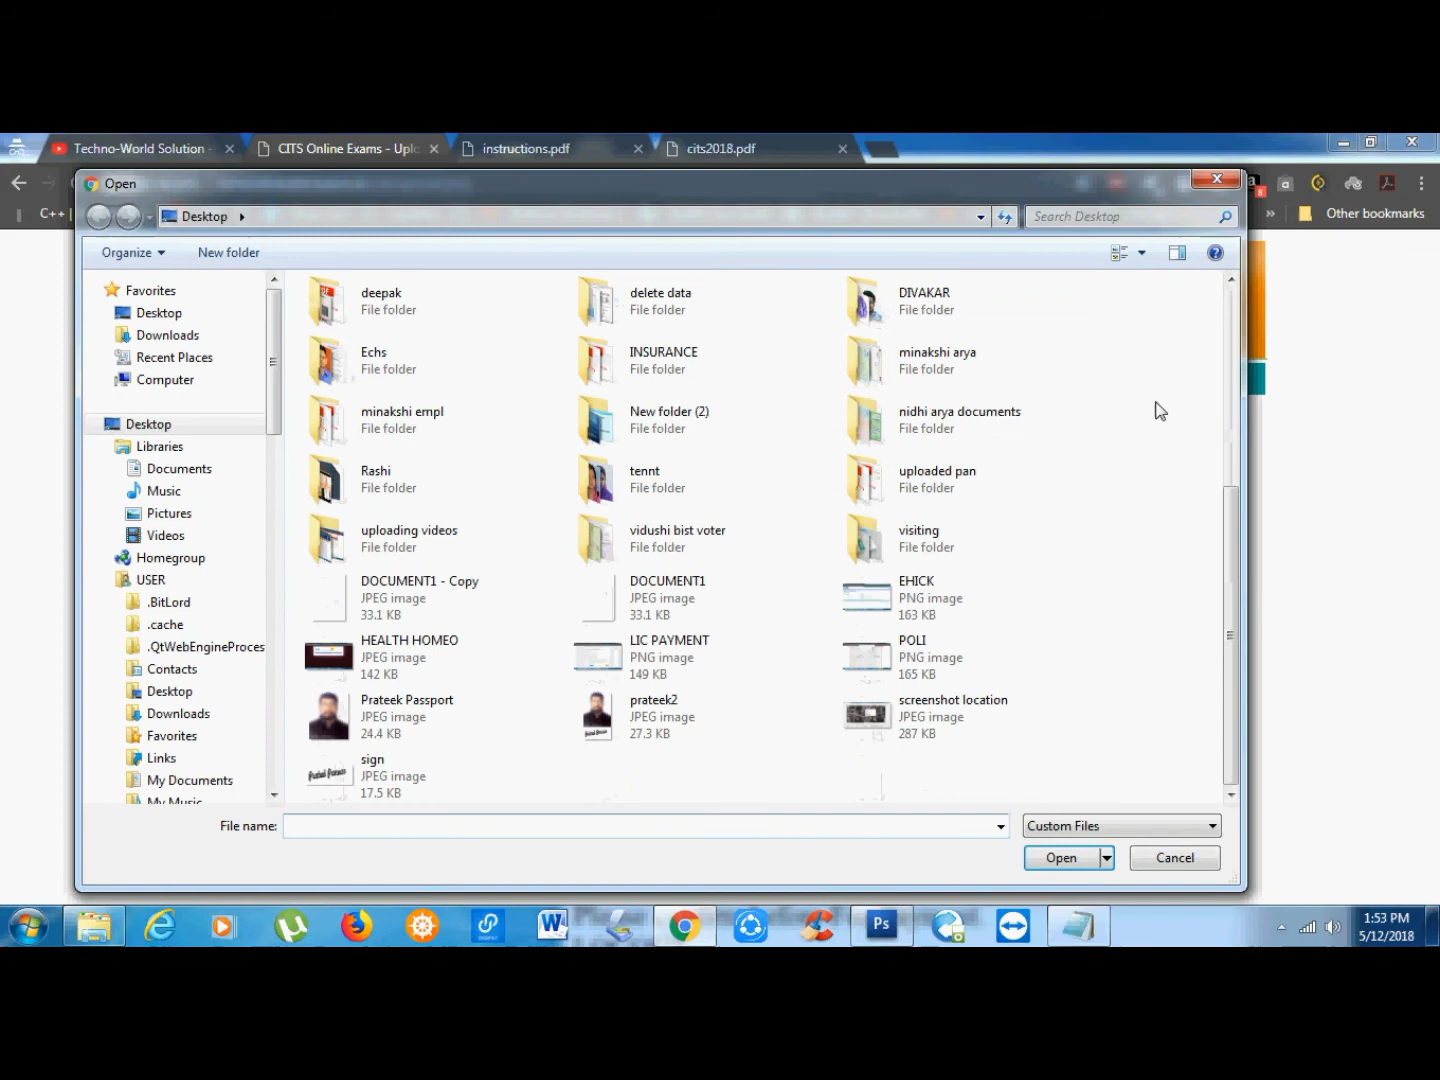 Techno-World Solution -
CITS Online Exams - Uplo
instructions.pdf
cits2018.pdf
Open
C++
Other bookmarks
Desktop
Search Desktop
Organize
New folder
Favorites
Desktop
Downloads
Recent Places
Computer
Desktop
Libraries
Documents
Music
Pictures
Videos
Homegroup
USER
.BitLord
.cache
.QtWebEngineProces
Contacts
Desktop
Downloads
Favorites
Links
My Documents
My Music
deepak
File folder
delete data
File folder
DIVAKAR
File folder
Echs
File folder
INSURANCE
File folder
minakshi arya
File folder
minakshi empl
File folder
New folder (2)
File folder
nidhi arya documents
File folder
Rashi
File folder
tennt
File folder
uploaded pan
File folder
uploading videos
File folder
vidushi bist voter
File folder
visiting
File folder
DOCUMENT1 - Copy
JPEG image
33.1 KB
DOCUMENT1
JPEG image
33.1 KB
EHICK
PNG image
163 KB
HEALTH HOMEO
JPEG image
142 KB
LIC PAYMENT
PNG image
149 KB
POLI
PNG image
165 KB
Prateek Passport
JPEG image
24.4 KB
prateek2
JPEG image
27.3 KB
screenshot location
JPEG image
287 KB
sign
JPEG image
17.5 KB
File name:
Custom Files
Open
Cancel
Ps
1:53 PM
5/12/2018